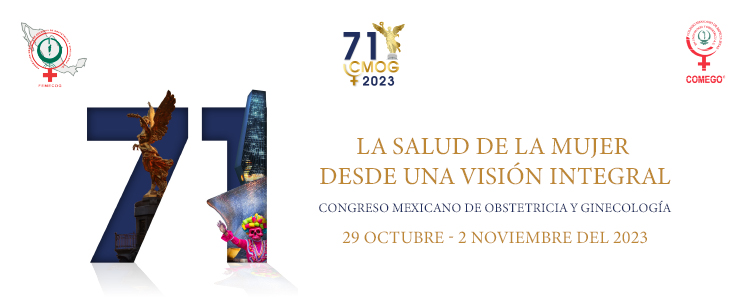 FEMECOG
71
CMOG
2023
COMEGO®
71
LA SALUD DE LA MUJER
DESDE UNA VISIÓN INTEGRAL
CONGRESO MEXICANO DE OBSTETRICIA Y GINECOLOGÍA
29 OCTUBRE - 2 NOVIEMBRE DEL 2023